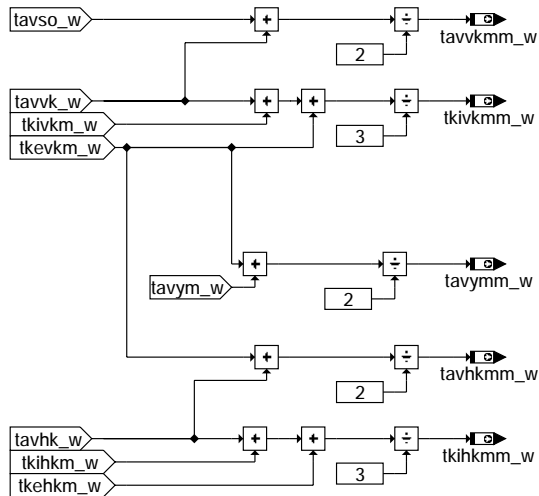 tavso_w
2
tavvkmm_w
tavvk_w
tkivkm_w
tkevkm_w
3
tkivkmm_w
tavym_w
2
tavymm_w
2
tavhkmm_w
tavhk_w
tkihkm_w
tkehkm_w
3
tkihkmm_w